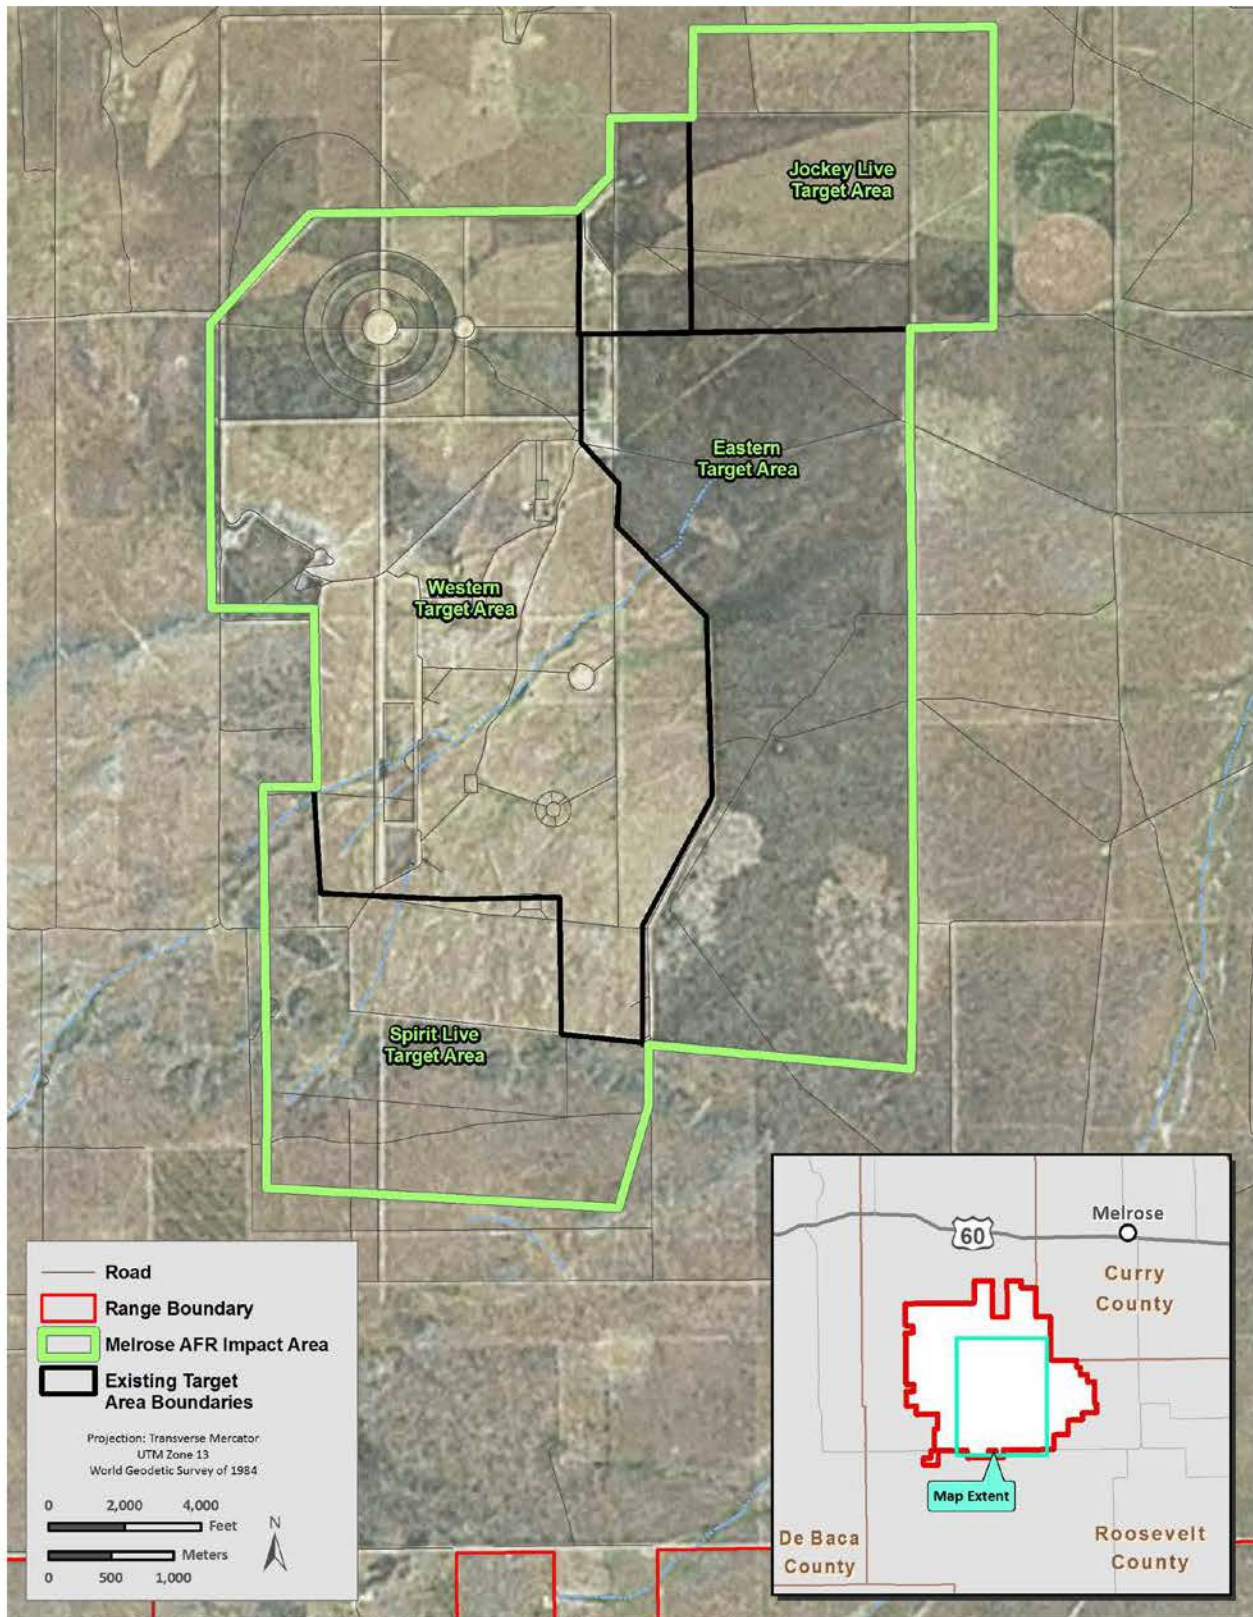 Jockey Live
Target Area
Eastern
Target Area
Western
Target Area
Spirit Live
Target Area
Road
Range Boundary
Melrose AFR Impact Area
Existing Target
Area Boundaries
Projection: Transverse Mercator
UTM Zone 13
World Geodetic Survey of 1984
0 2,000 4,000
Feet
N
Meters
0 500 1,000
60
Melrose
Curry
County
Map Extent
De Baca
County
Roosevelt
County